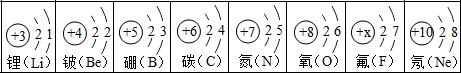 +3 2 1 +4 2 2 +5 2 3 +6 2 4 +7 2 5 +8 2 6 +x 2 7 +10 2 8
锂(Li) 铍(Be) 硼(B) 碳(C) 氮(N) 氧(O) 氟(F) 氖(Ne)